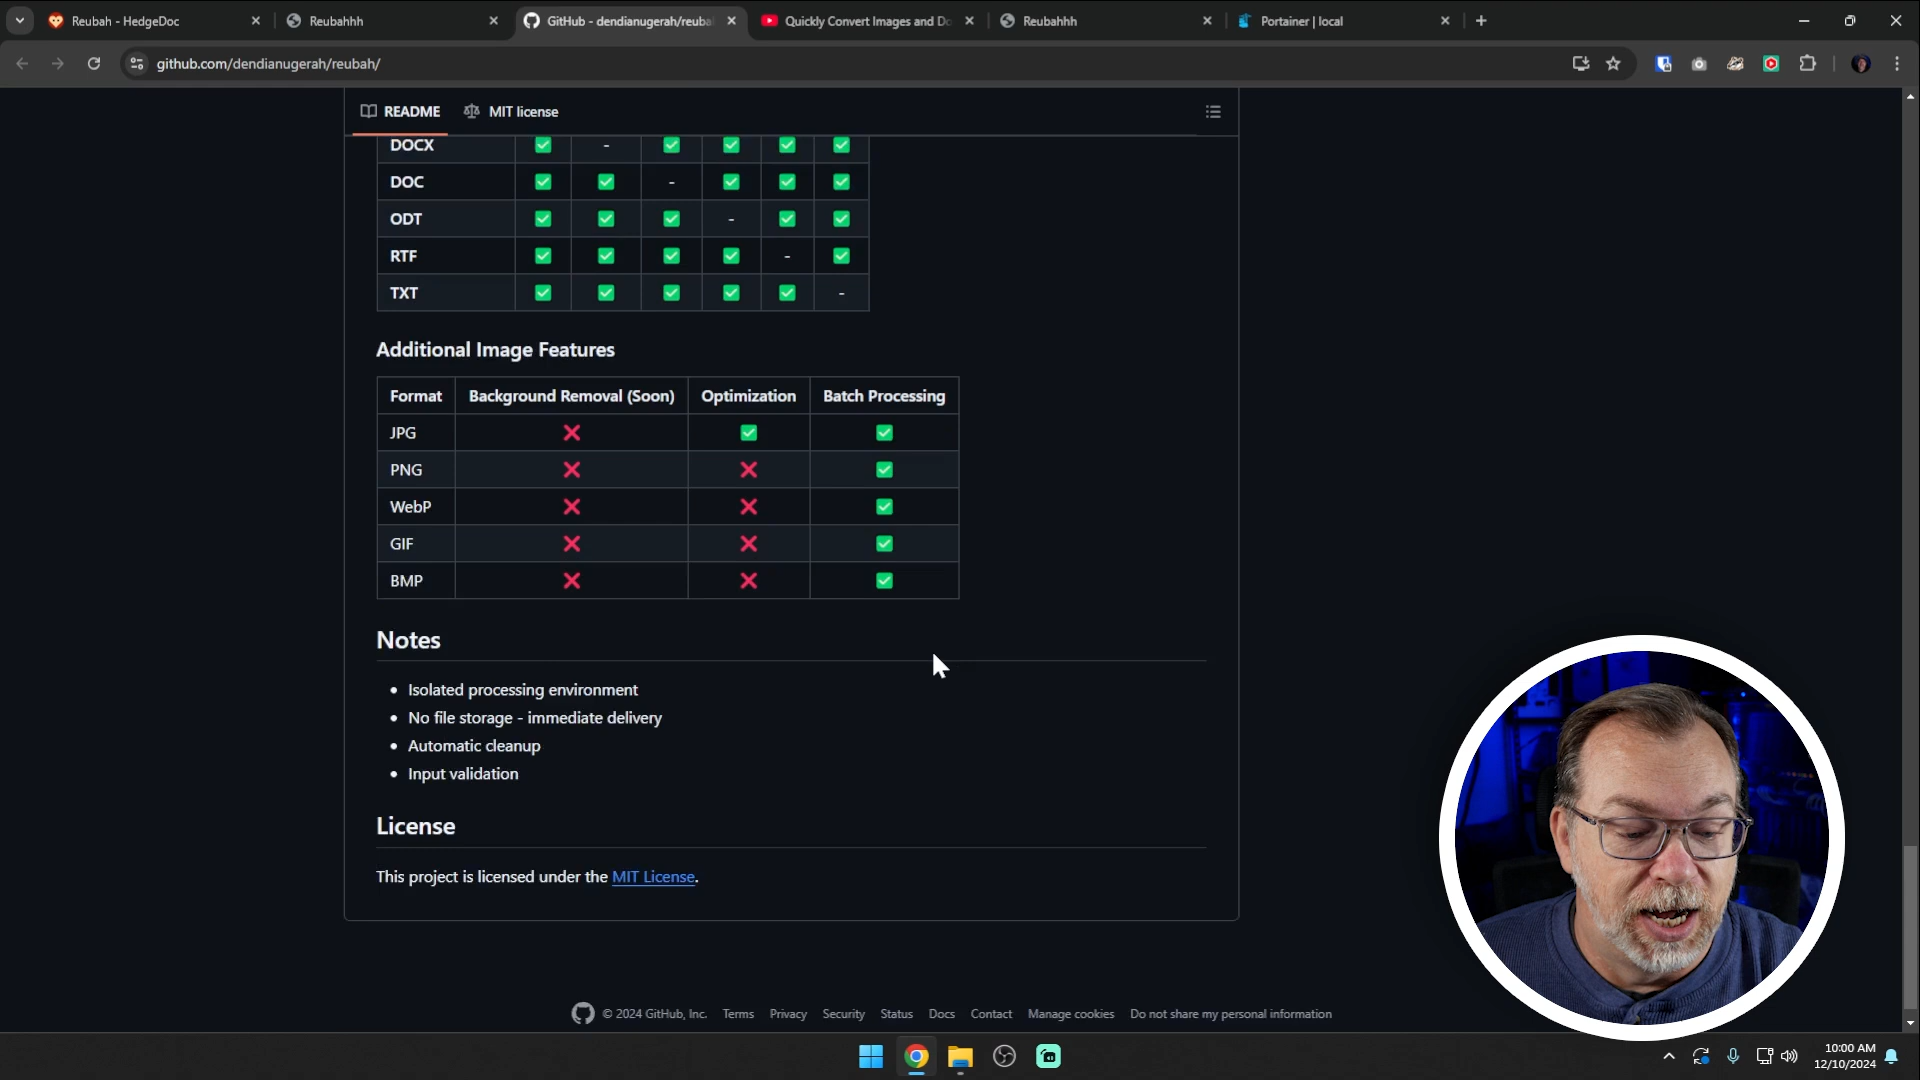 Reubah - HedgeDoc
Reubahhh
GitHub - dendianugerah/reuba
Quickly Convert Images and Do
Reubahhh
Portainer | local
github.com/dendianugerah/reubah/
README
MIT license
DOCX -
DOC -
ODT -
RTF -
TXT -
Additional Image Features
Format Background Removal (Soon) Optimization Batch Processing
JPG
PNG
WebP
GIF
BMP
Notes
Isolated processing environment
No file storage - immediate delivery
Automatic cleanup
Input validation
License
This project is licensed under the MIT License.
© 2024 GitHub, Inc. Terms Privacy Security Status Docs Contact Manage cookies Do not share my personal information
10:00 AM
12/10/2024